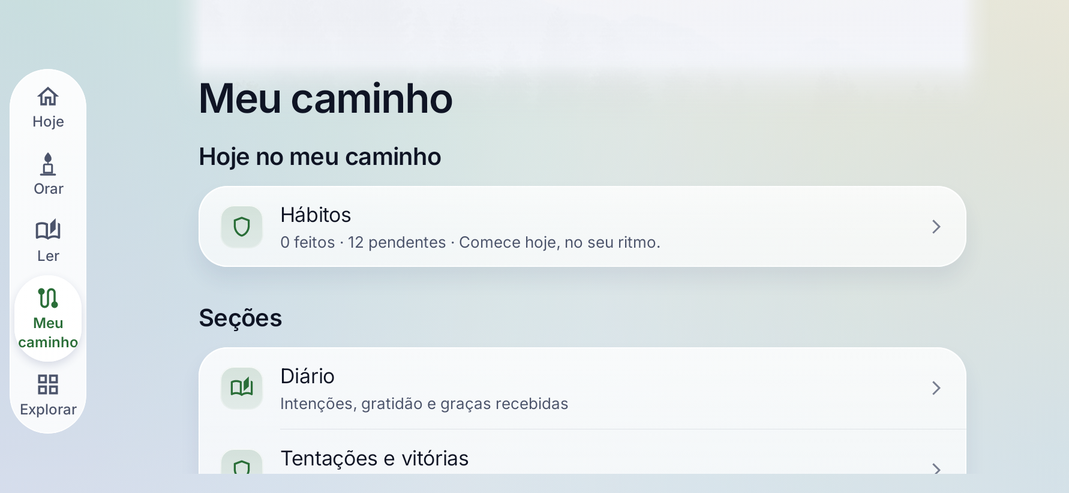 Meu caminho
Hoje no meu caminho
Hoje
Orar
Ler
Meu
caminho
Explorar
Hábitos
0 feitos · 12 pendentes · Comece hoje, no seu ritmo.
Seções
Diário
Intenções, gratidão e graças recebidas
Tentações e vitórias